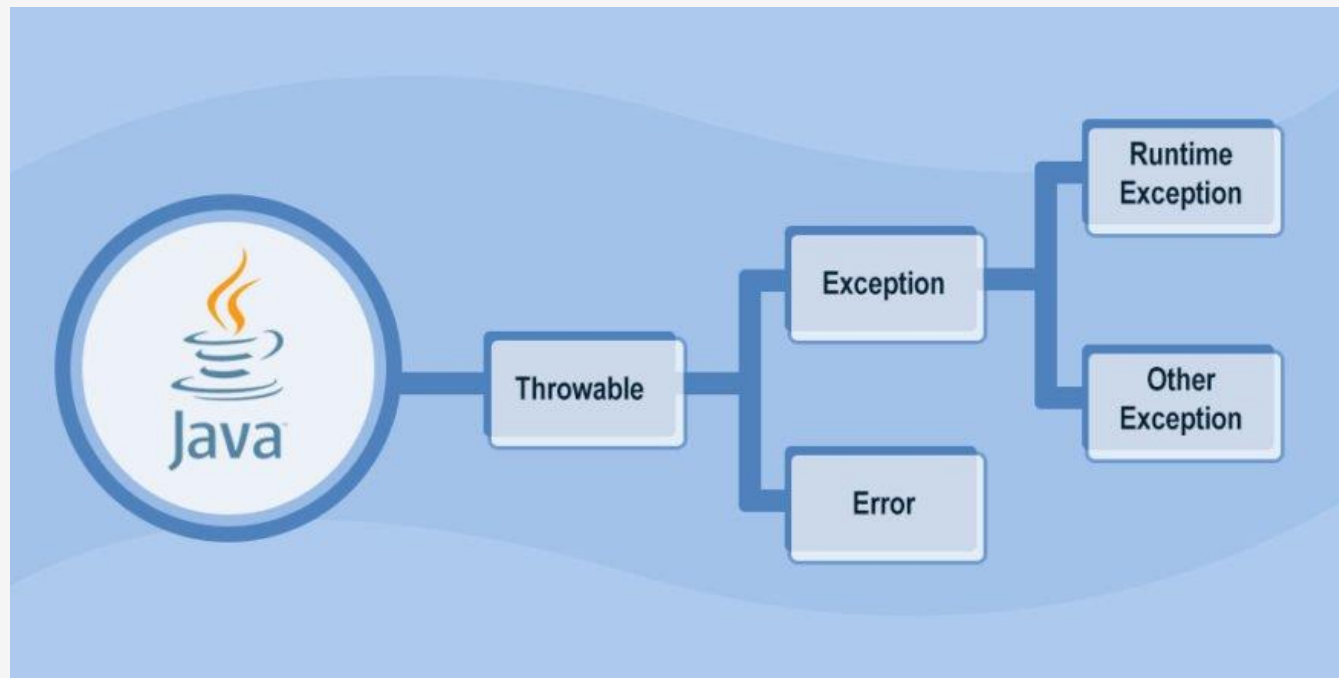 Java
Throwable
Exception
Error
Runtime
Exception
Other
Exception